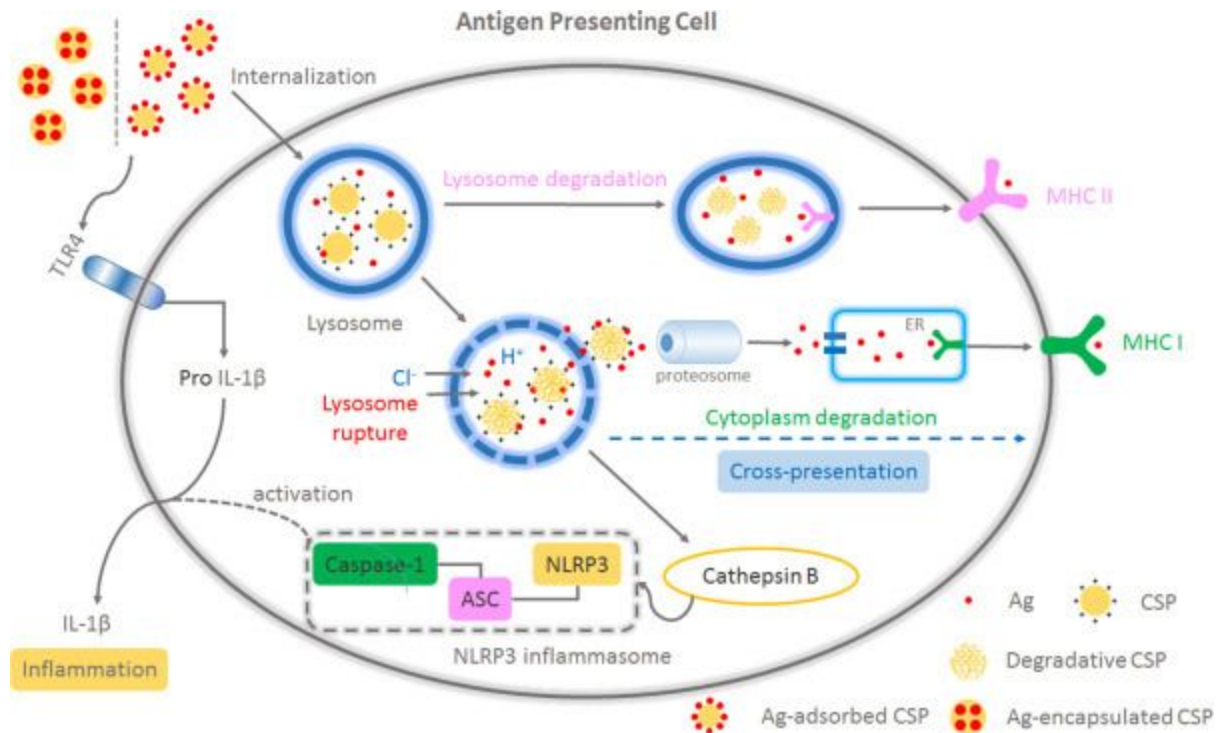 Antigen Presenting Cell
Internalization
Lysosome degradation
MHC II
TLR4
Lysosome
ER
H⁺
proteosome
MHC I
Pro IL-1β
Cl⁻
Lysosome
rupture
Cytoplasm degradation
Cross-presentation
activation
Caspase-1
NLRP3
ASC
Cathepsin B
Ag
CSP
IL-1β
Inflammation
NLRP3 inflammasome
Degradative CSP
Ag-adsorbed CSP
Ag-encapsulated CSP